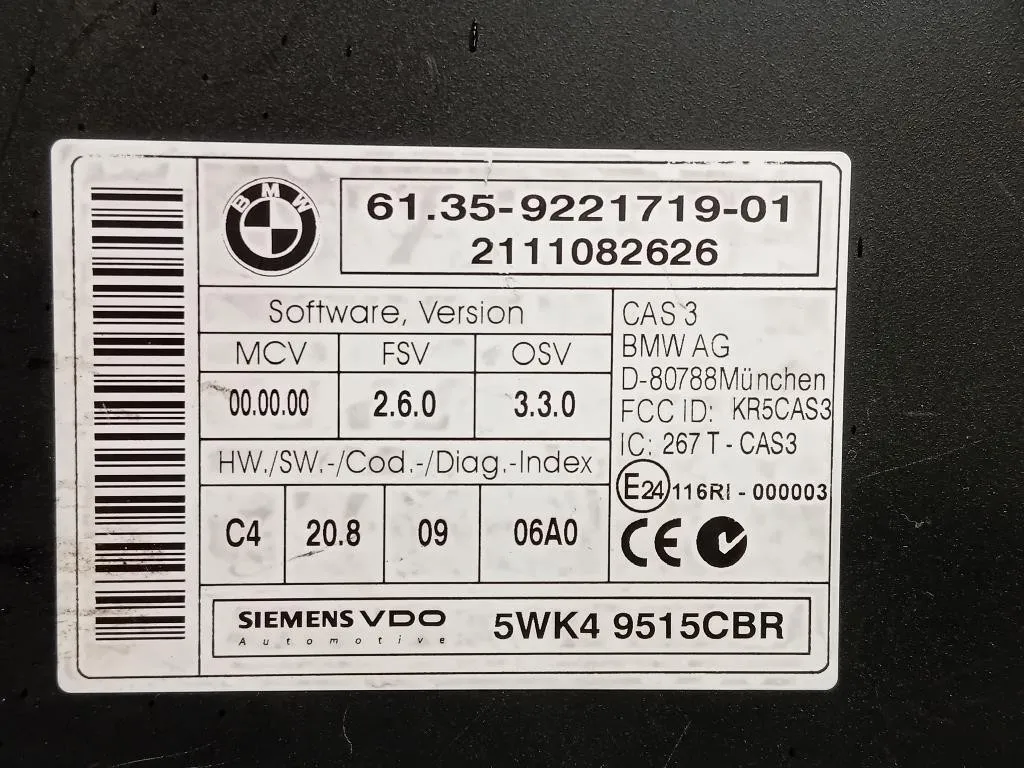 BMW
61.35-9221719-01
2111082626
Software, Version
MCV FSV OSV
00.00.00 2.6.0 3.3.0
HW./SW.-/Cod.-/Diag.-Index
C4 20.8 09 06A0
CAS 3
BMW AG
D-80788München
FCC ID: KR5CAS3
IC: 267 T - CAS3
E24 116RI - 000003
CE
SIEMENS VDO
Automotive
5WK4 9515CBR